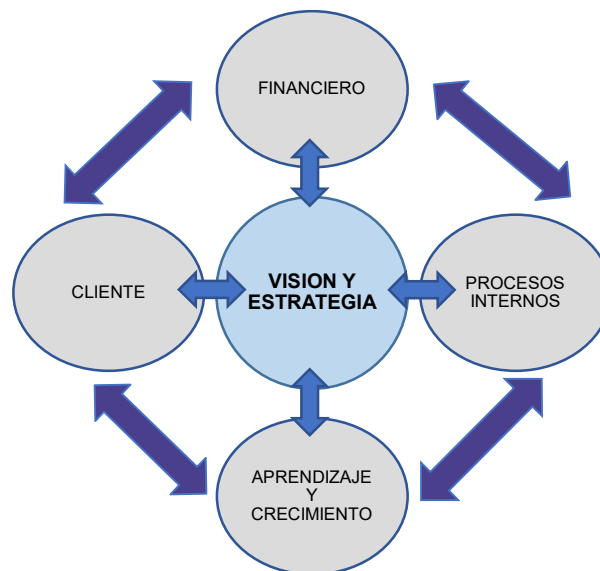 FINANCIERO
CLIENTE
VISION Y
ESTRATEGIA
PROCESOS
INTERNOS
APRENDIZAJE
Y
CRECIMIENTO